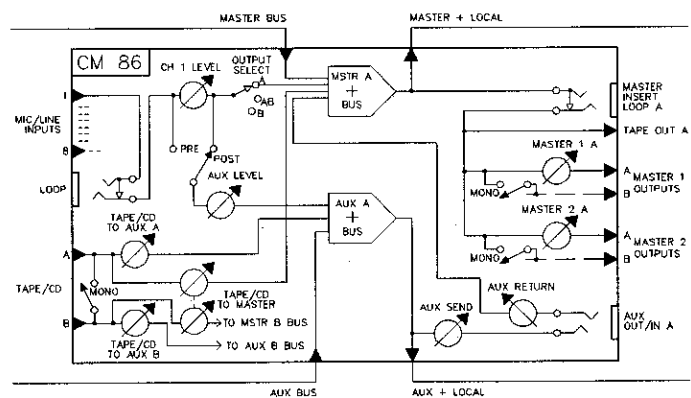 MASTER BUS
MASTER + LOCAL
CM 86
CH 1 LEVEL
OUTPUT
SELECT
A
AB
B
MSTR A
+
BUS
1
MIC/LINE
INPUTS
8
LOOP
PRE
POST
AUX LEVEL
MASTER
INSERT
LOOP A
TAPE OUT A
MASTER 1 A
A
MASTER 1
OUTPUTS
B
MONO
MASTER 2 A
A
MASTER 2
OUTPUTS
B
MONO
TAPE/CD
TO AUX A
AUX A
+
BUS
A
TAPE/CD
MONO
B
TAPE/CD
TO MASTER
TO MSTR B BUS
TAPE/CD
TO AUX B
TO AUX B BUS
AUX SEND
AUX RETURN
AUX
OUT/IN A
AUX BUS
AUX + LOCAL